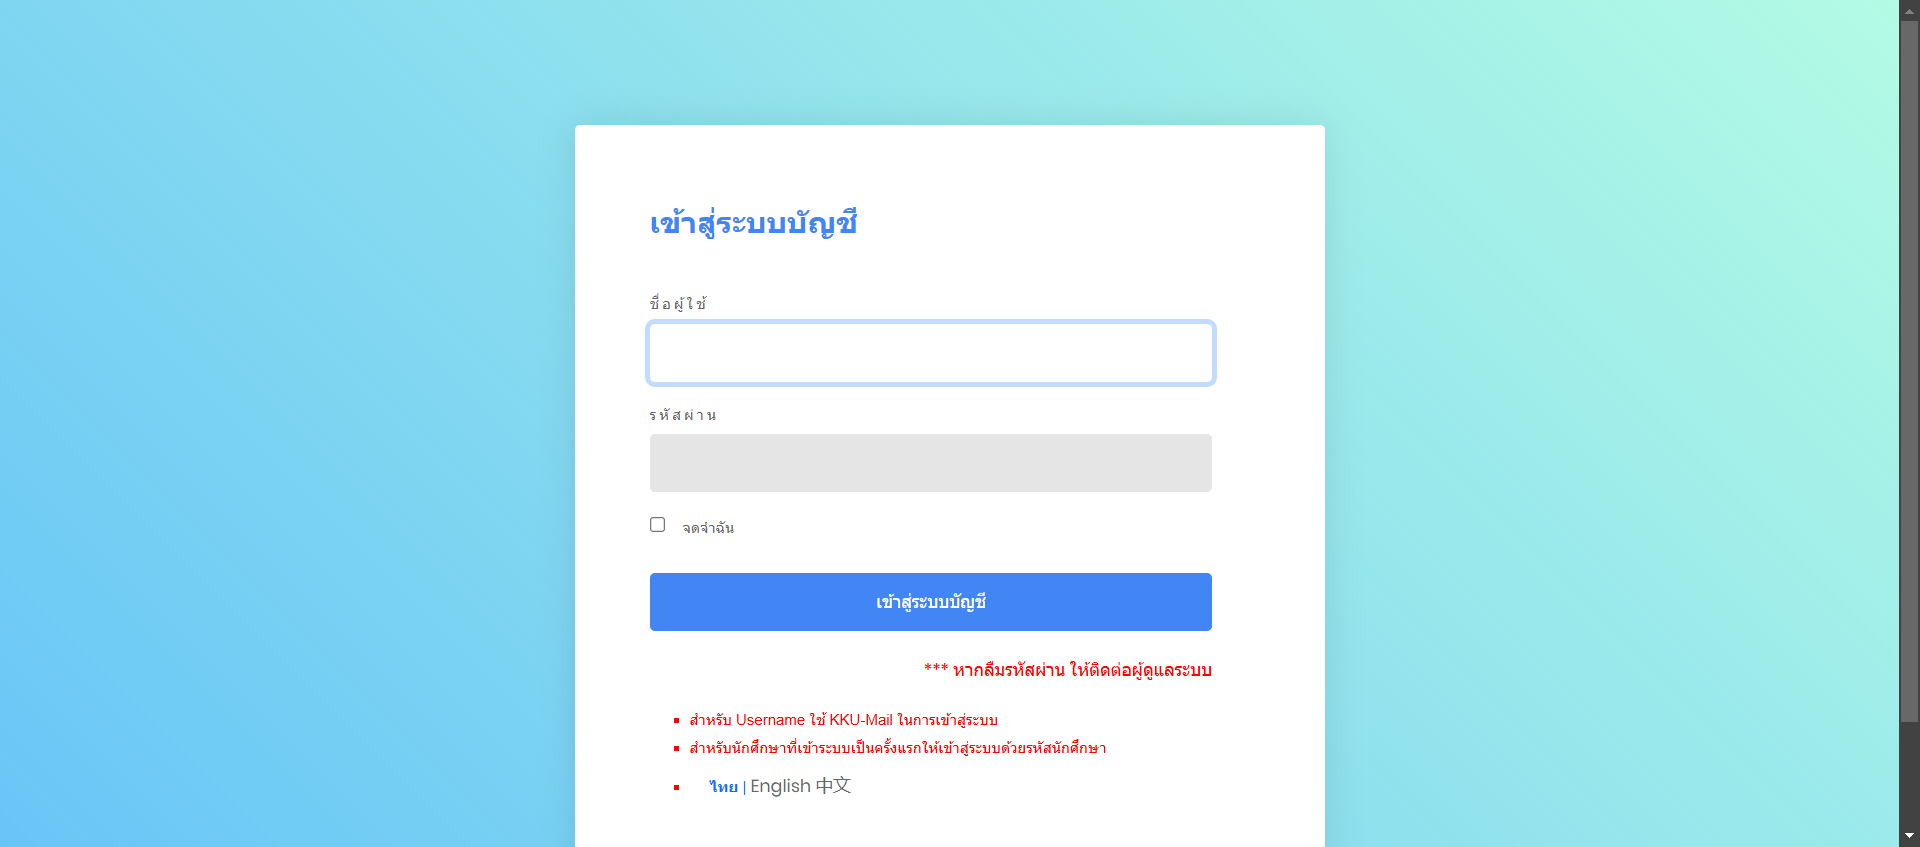 เข้าสู่ระบบบัญชี
ชื่อผู้ใช้
รหัสผ่าน
จดจำฉัน
เข้าสู่ระบบบัญชี
*** หากลืมรหัสผ่าน ให้ติดต่อผู้ดูแลระบบ
สำหรับ Username ใช้ KKU-Mail ในการเข้าสู่ระบบ
สำหรับนักศึกษาที่เข้าระบบเป็นครั้งแรกให้เข้าสู่ระบบด้วยรหัสนักศึกษา
ไทย | English 中文